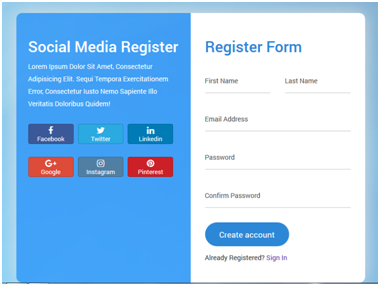 Social Media Register
Lorem Ipsum Dolor Sit Amet, Consectetur
Adipisicing Elit. Sequi Tempora Exercitationem
Error, Consectetur Iusto Nemo Sapiente Illo
Veritatis Doloribus Quidem!
Facebook
Twitter
Linkedin
Google
Instagram
Pinterest
Register Form
First Name
Last Name
Email Address
Password
Confirm Password
Create account
Already Registered? Sign In